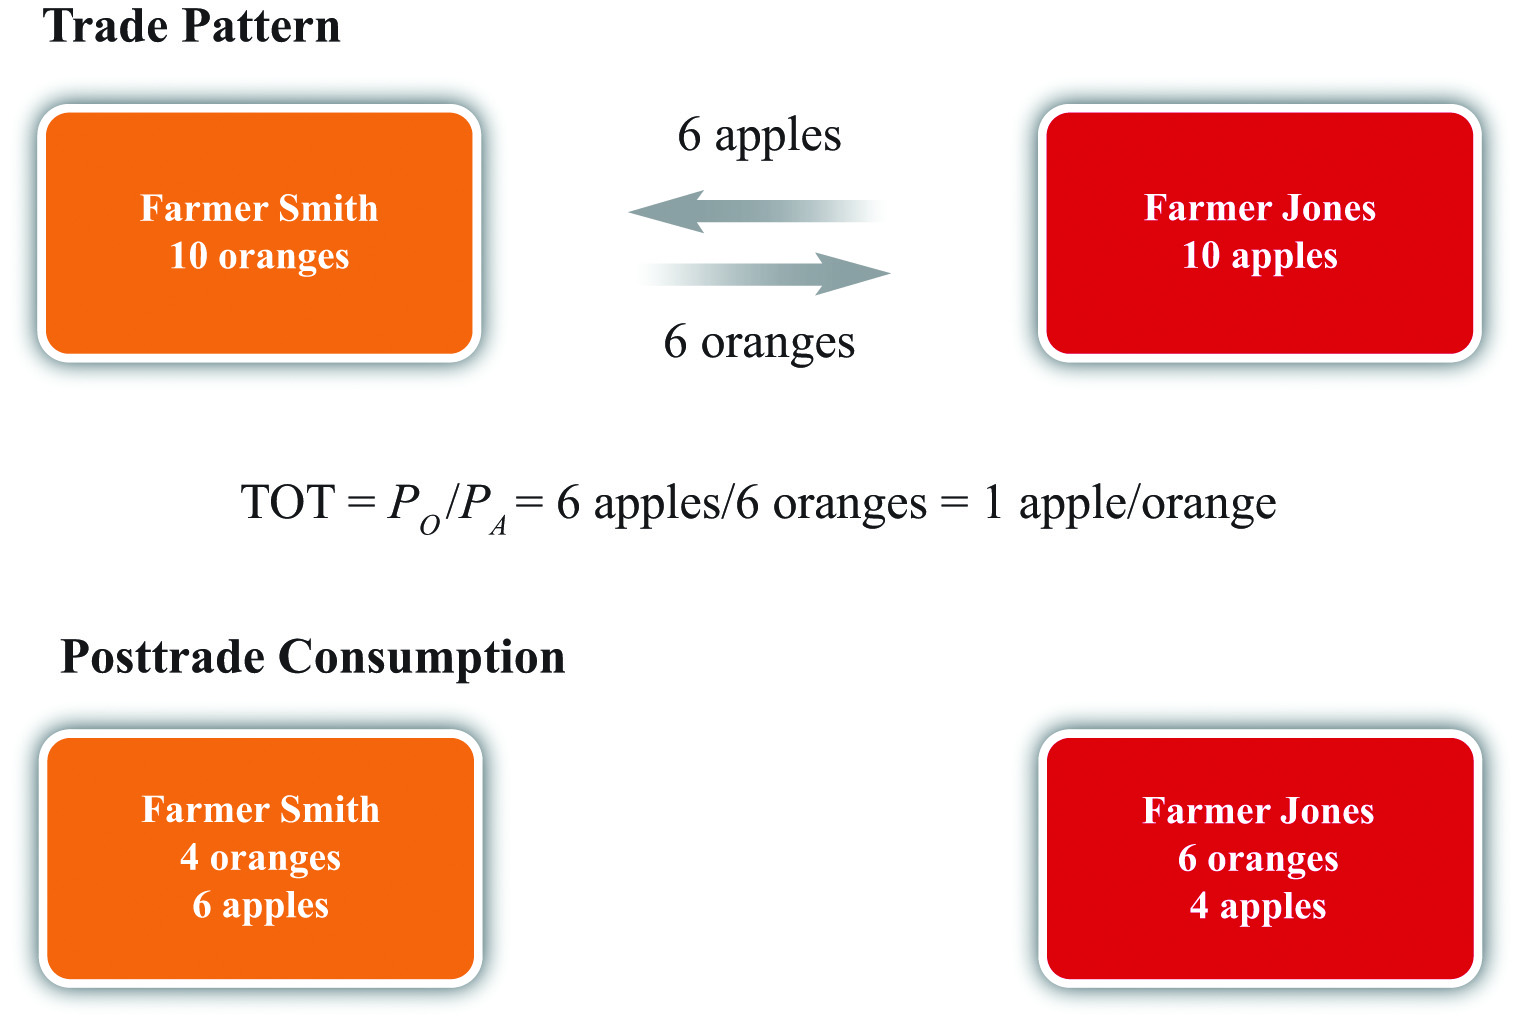 Trade Pattern
Farmer Smith
10 oranges
6 apples
6 oranges
Farmer Jones
10 apples
TOT = P_O/P_A = 6 apples/6 oranges = 1 apple/orange
Posttrade Consumption
Farmer Smith
4 oranges
6 apples
Farmer Jones
6 oranges
4 apples